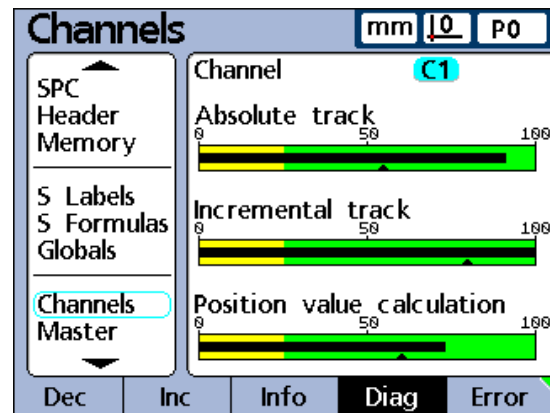 Channels mm 0 P0
SPC
Header
Memory
S Labels
S Formulas
Globals
Channels
Master
Channel C1
Absolute track
0 50 100
Incremental track
0 50 100
Position value calculation
0 50 100
Dec Inc Info Diag Error